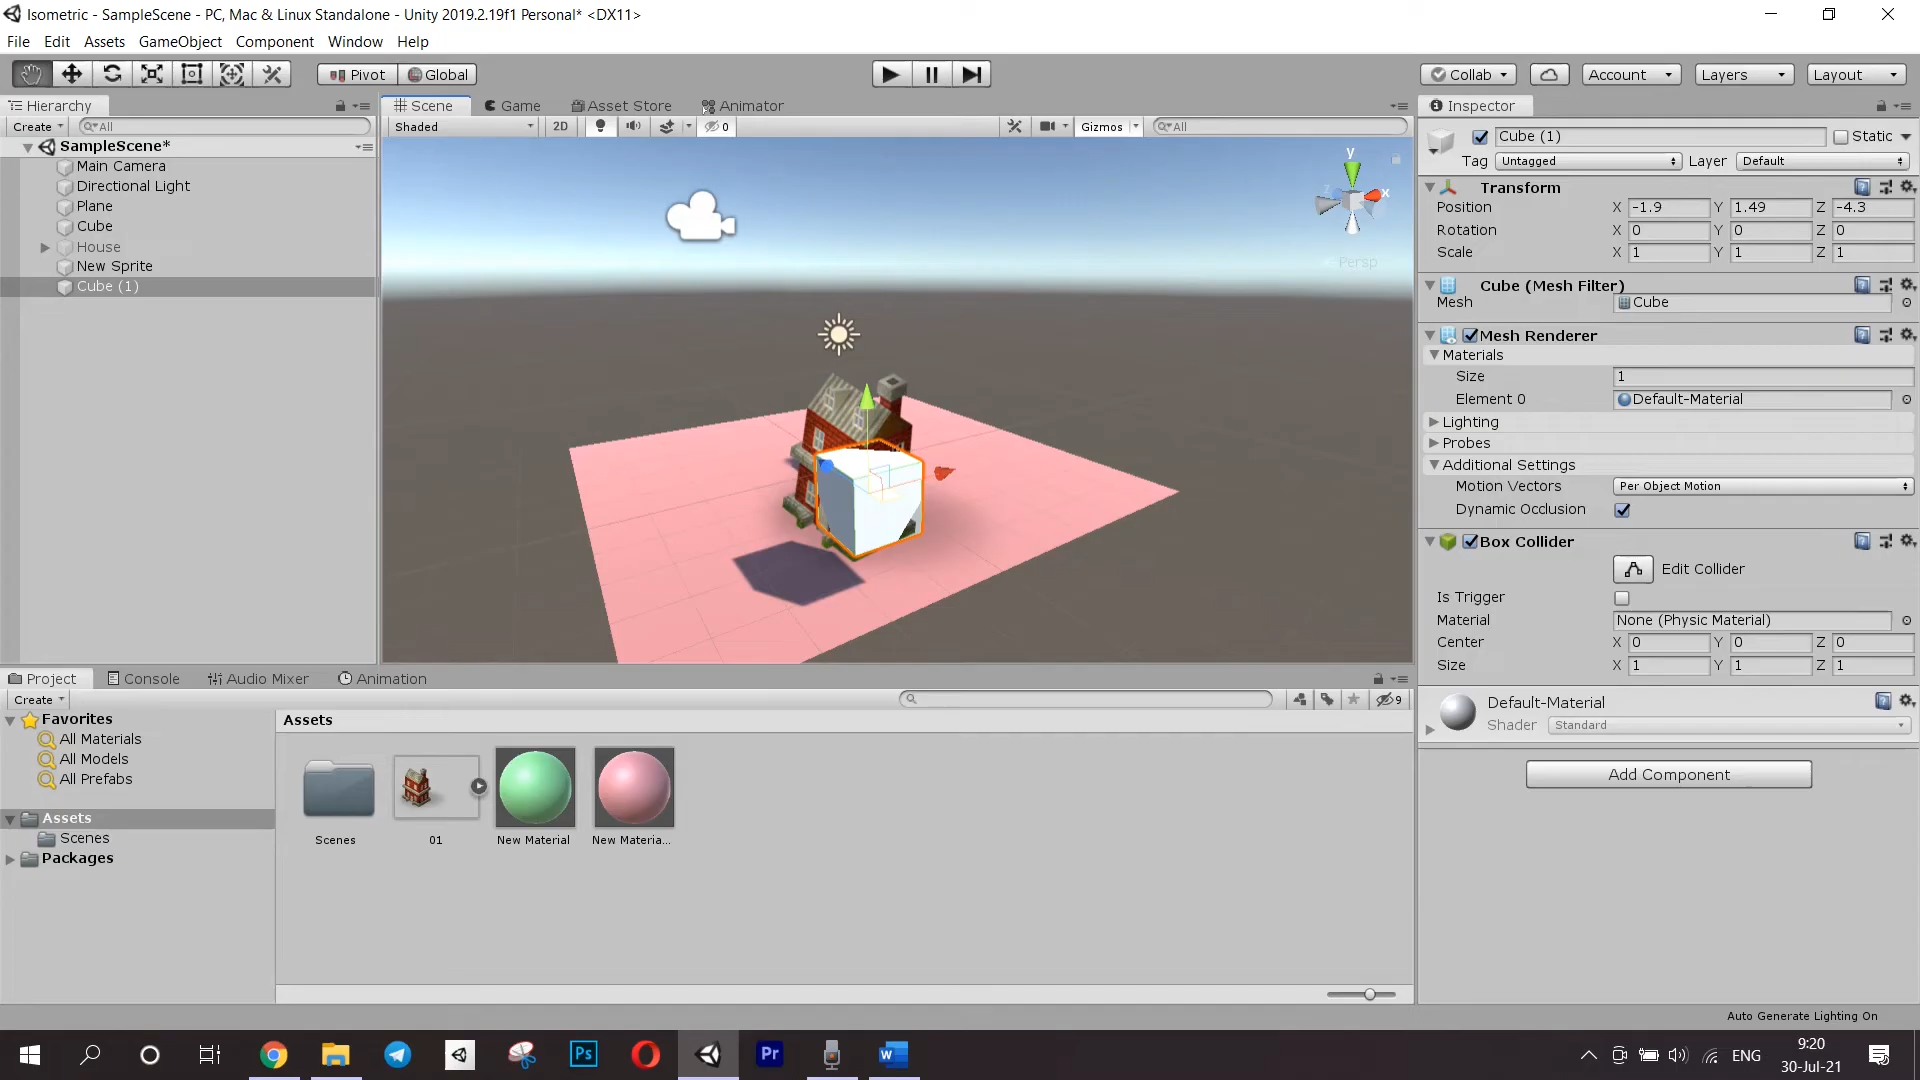 Isometric - SampleScene - PC, Mac & Linux Standalone - Unity 2019.2.19f1 Personal* <DX11>
File Edit Assets GameObject Component Window Help
Pivot Global Collab Account Layers Layout
Hierarchy Scene Game Asset Store Animator Inspector
Create All Shaded 2D 0 Gizmos All
Cube (1) Static
Tag Untagged Layer Default
SampleScene*
Main Camera
Directional Light
Plane
Cube
House
New Sprite
Cube (1)
y
x
z
Persp
Transform
Position X -1.9 Y 1.49 Z -4.3
Rotation X 0 Y 0 Z 0
Scale X 1 Y 1 Z 1
Cube (Mesh Filter)
Mesh Cube
Mesh Renderer
Materials
Size 1
Element 0 Default-Material
Lighting
Probes
Additional Settings
Motion Vectors Per Object Motion
Dynamic Occlusion
Box Collider
Edit Collider
Is Trigger
Material None (Physic Material)
Center X 0 Y 0 Z 0
Size X 1 Y 1 Z 1
Default-Material
Shader Standard
Add Component
Project Console Audio Mixer Animation
Create 9
Favorites
All Materials
All Models
All Prefabs
Assets
Scenes
Packages
Assets
Scenes 01 New Material New Materia...
Auto Generate Lighting On
Ps Pr W ENG 9:20
30-Jul-21